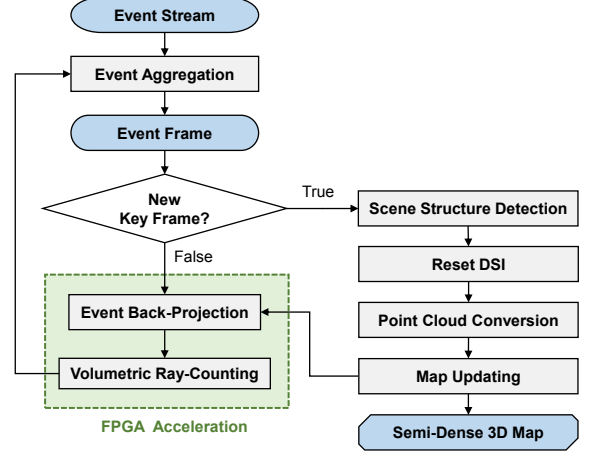 Event Stream
Event Aggregation
Event Frame
New
Key Frame?
True
False
Scene Structure Detection
Reset DSI
Event Back-Projection
Point Cloud Conversion
Volumetric Ray-Counting
Map Updating
FPGA Acceleration
Semi-Dense 3D Map